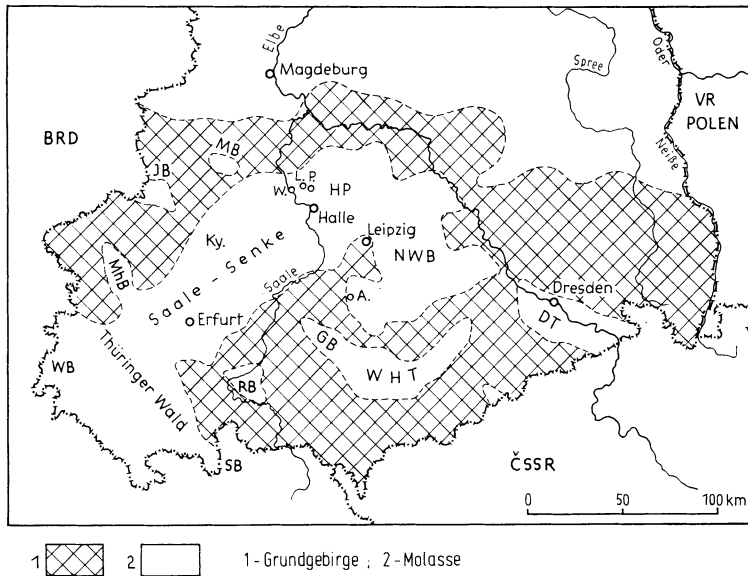 Elbe
Magdeburg
Spree
Oder
VR
POLEN
BRD
MB
JB
Neiße
L. P.
W.
HP
Halle
Ky.
Leipzig
NWB
MhB
Saale-Senke
Saale
A.
Dresden
Erfurt
DT
GB
WHT
WB
Thüringer Wald
RB
SB
ČSSR
0 50 100 km
1 2 1-Grundgebirge ; 2-Molasse